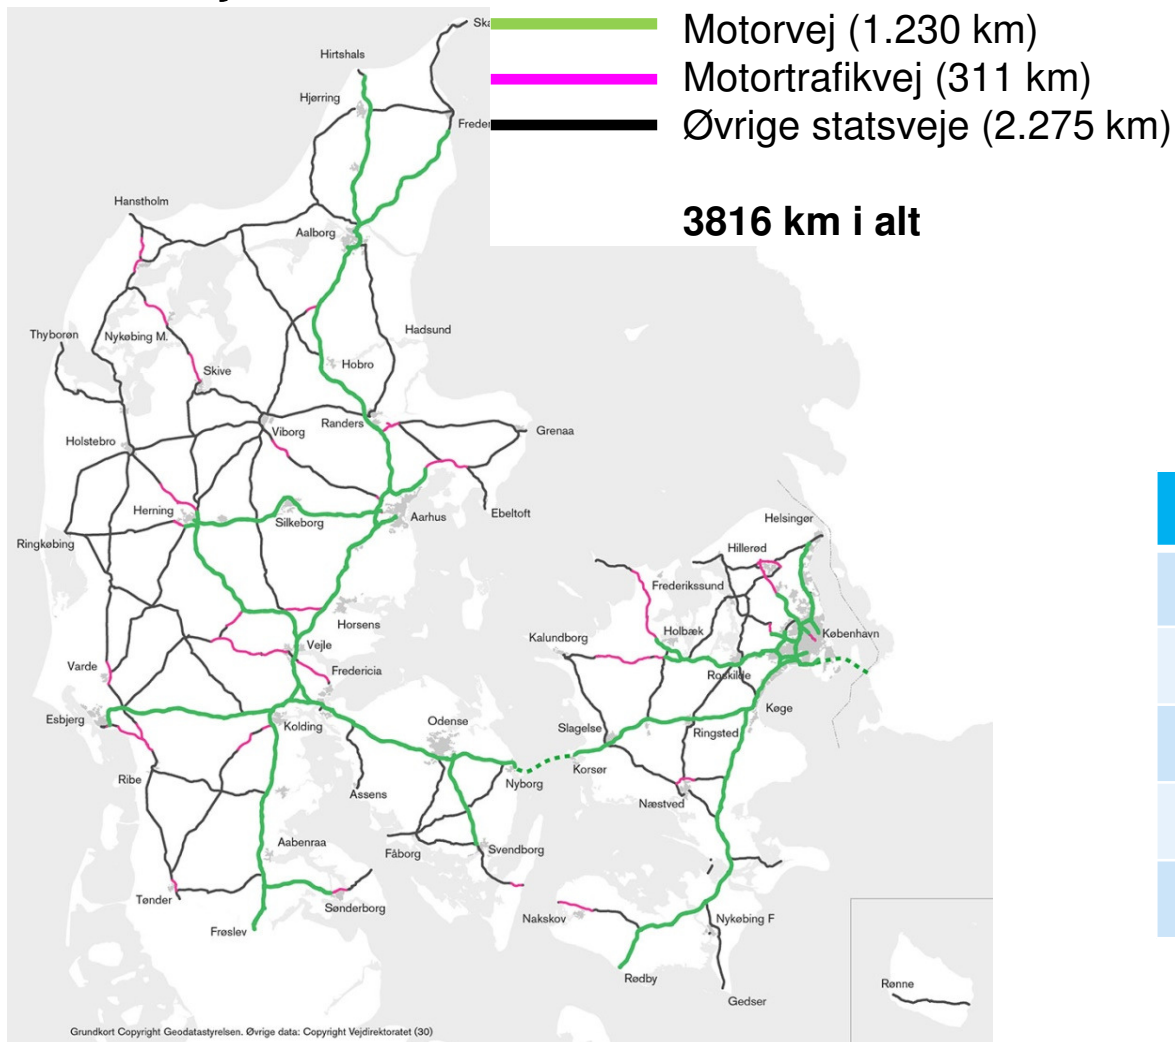 Motorvej (1.230 km)
Motortrafikvej (311 km)
Øvrige statsveje (2.275 km)
3816 km i alt
Hirtshals
Hjørring
Hanstholm
Aalborg
Thyborøn
Nykøbing M.
Hadsund
Skive
Hobro
Holstebro
Viborg
Randers
Grenaa
Herning
Silkeborg
Aarhus
Ebeltoft
Ringkøbing
Helsingør
Hillerød
Frederikssund
Horsens
Kalundborg
Holbæk
København
Vejle
Varde
Fredericia
Roskilde
Esbjerg
Kolding
Odense
Slagelse
Køge
Ringsted
Ribe
Assens
Nyborg
Korsør
Næstved
Aabenraa
Fåborg
Svendborg
Tønder
Sønderborg
Nakskov
Nykøbing F
Frøslev
Rødby
Gedser
Rønne
Grundkort Copyright Geodatastyrelsen. Øvrige data: Copyright Vejdirektoratet (30)